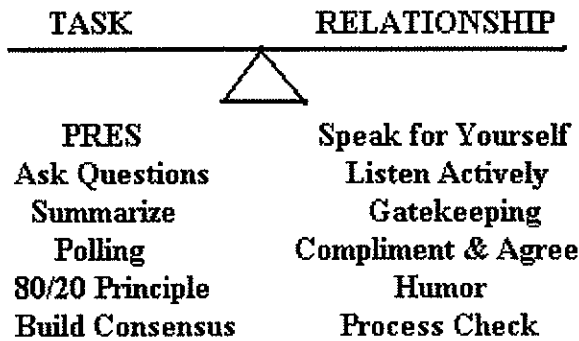 TASK RELATIONSHIP
PRES Speak for Yourself
Ask Questions Listen Actively
Summarize Gatekeeping
Polling Compliment & Agree
80/20 Principle Humor
Build Consensus Process Check